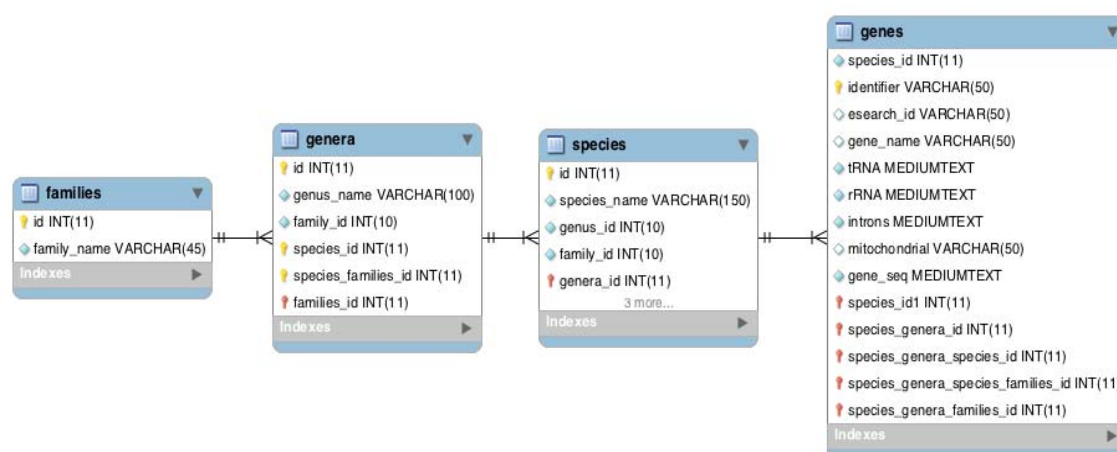 families
id INT(11)
family_name VARCHAR(45)
Indexes
genera
id INT(11)
genus_name VARCHAR(100)
family_id INT(10)
species_id INT(11)
species_families_id INT(11)
families_id INT(11)
Indexes
species
id INT(11)
species_name VARCHAR(150)
genus_id INT(10)
family_id INT(10)
genera_id INT(11)
3 more...
Indexes
genes
species_id INT(11)
identifier VARCHAR(50)
esearch_id VARCHAR(50)
gene_name VARCHAR(50)
tRNA MEDIUMTEXT
rRNA MEDIUMTEXT
introns MEDIUMTEXT
mitochondrial VARCHAR(50)
gene_seq MEDIUMTEXT
species_id1 INT(11)
species_genera_id INT(11)
species_genera_species_id INT(11)
species_genera_species_families_id INT(11
species_genera_families_id INT(11)
Indexes